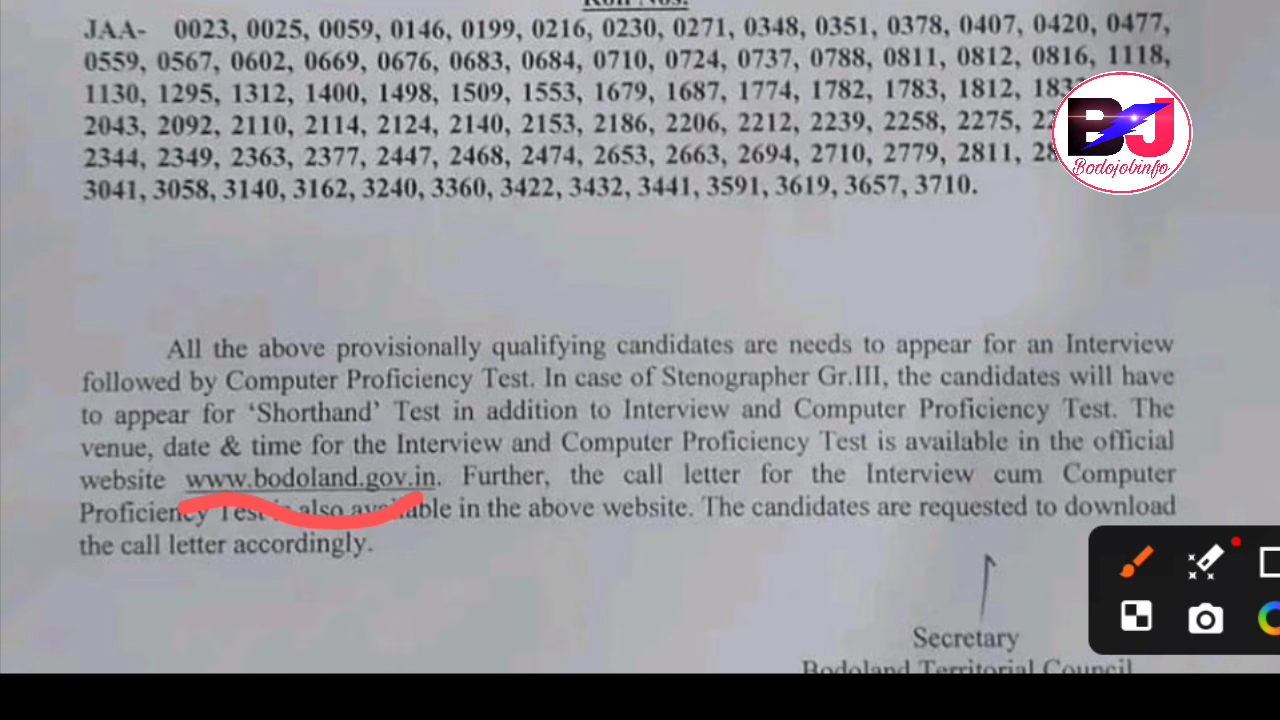 Roll Nos.
JAA- 0023, 0025, 0059, 0146, 0199, 0216, 0230, 0271, 0348, 0351, 0378, 0407, 0420, 0477,
0559, 0567, 0602, 0669, 0676, 0683, 0684, 0710, 0724, 0737, 0788, 0811, 0812, 0816, 1118,
1130, 1295, 1312, 1400, 1498, 1509, 1553, 1679, 1687, 1774, 1782, 1783, 1812,
2043, 2092, 2110, 2114, 2124, 2140, 2153, 2186, 2206, 2212, 2239, 2258, 2275,
2344, 2349, 2363, 2377, 2447, 2468, 2474, 2653, 2663, 2694, 2710, 2779, 2811,
3041, 3058, 3140, 3162, 3240, 3360, 3422, 3432, 3441, 3591, 3619, 3657, 3710.
BJ
Bodojobinfo
All the above provisionally qualifying candidates are needs to appear for an Interview
followed by Computer Proficiency Test. In case of Stenographer Gr.III, the candidates will have
to appear for ‘Shorthand’ Test in addition to Interview and Computer Proficiency Test. The
venue, date & time for the Interview and Computer Proficiency Test is available in the official
website www.bodoland.gov.in. Further, the call letter for the Interview cum Computer
Proficiency Test is also available in the above website. The candidates are requested to download
the call letter accordingly.
Secretary
Bodoland Territorial Council